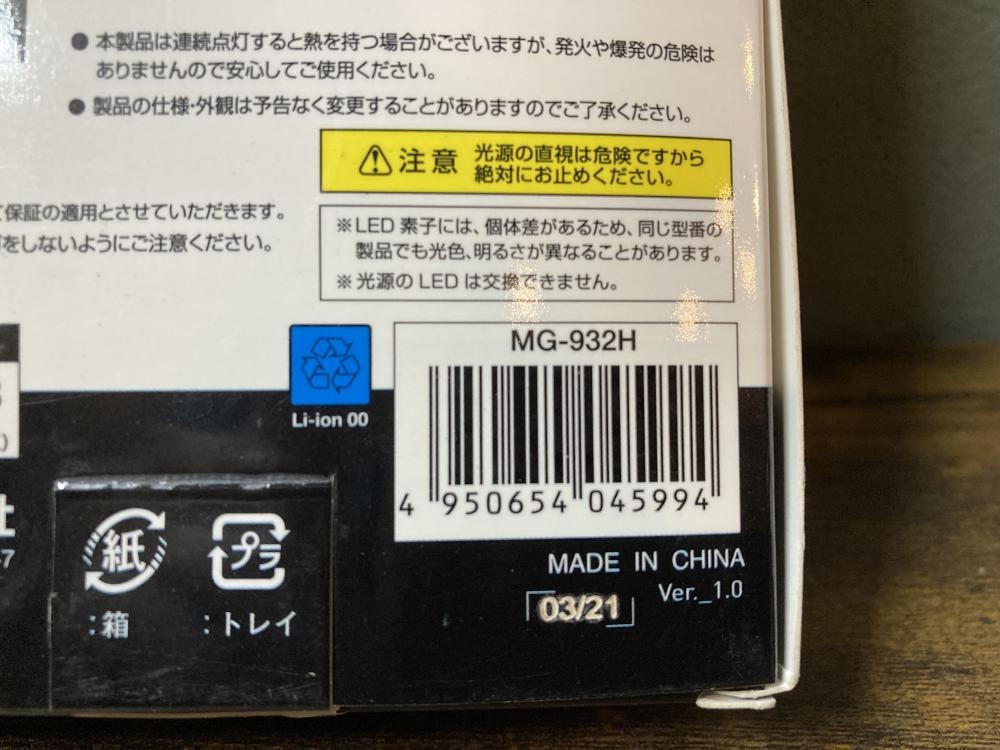 ● 本製品は連続点灯すると熱を持つ場合がございますが、発火や爆発の危険は
ありませんので安心してご使用ください。
● 製品の仕様・外観は予告なく変更することがありますのでご了承ください。
⚠注意 光源の直視は危険ですから
絶対にお止めください。
て保証の適用とさせていただきます。
をしないようにご注意ください。
※LED 素子には、個体差があるため、同じ型番の
製品でも光色、明るさが異なることがあります。
※光源のLEDは交換できません。
MG-932H
Li-ion 00
4 950654 045994
紙
:箱
プラ
:トレイ
MADE IN CHINA
Ver._1.0
03/21